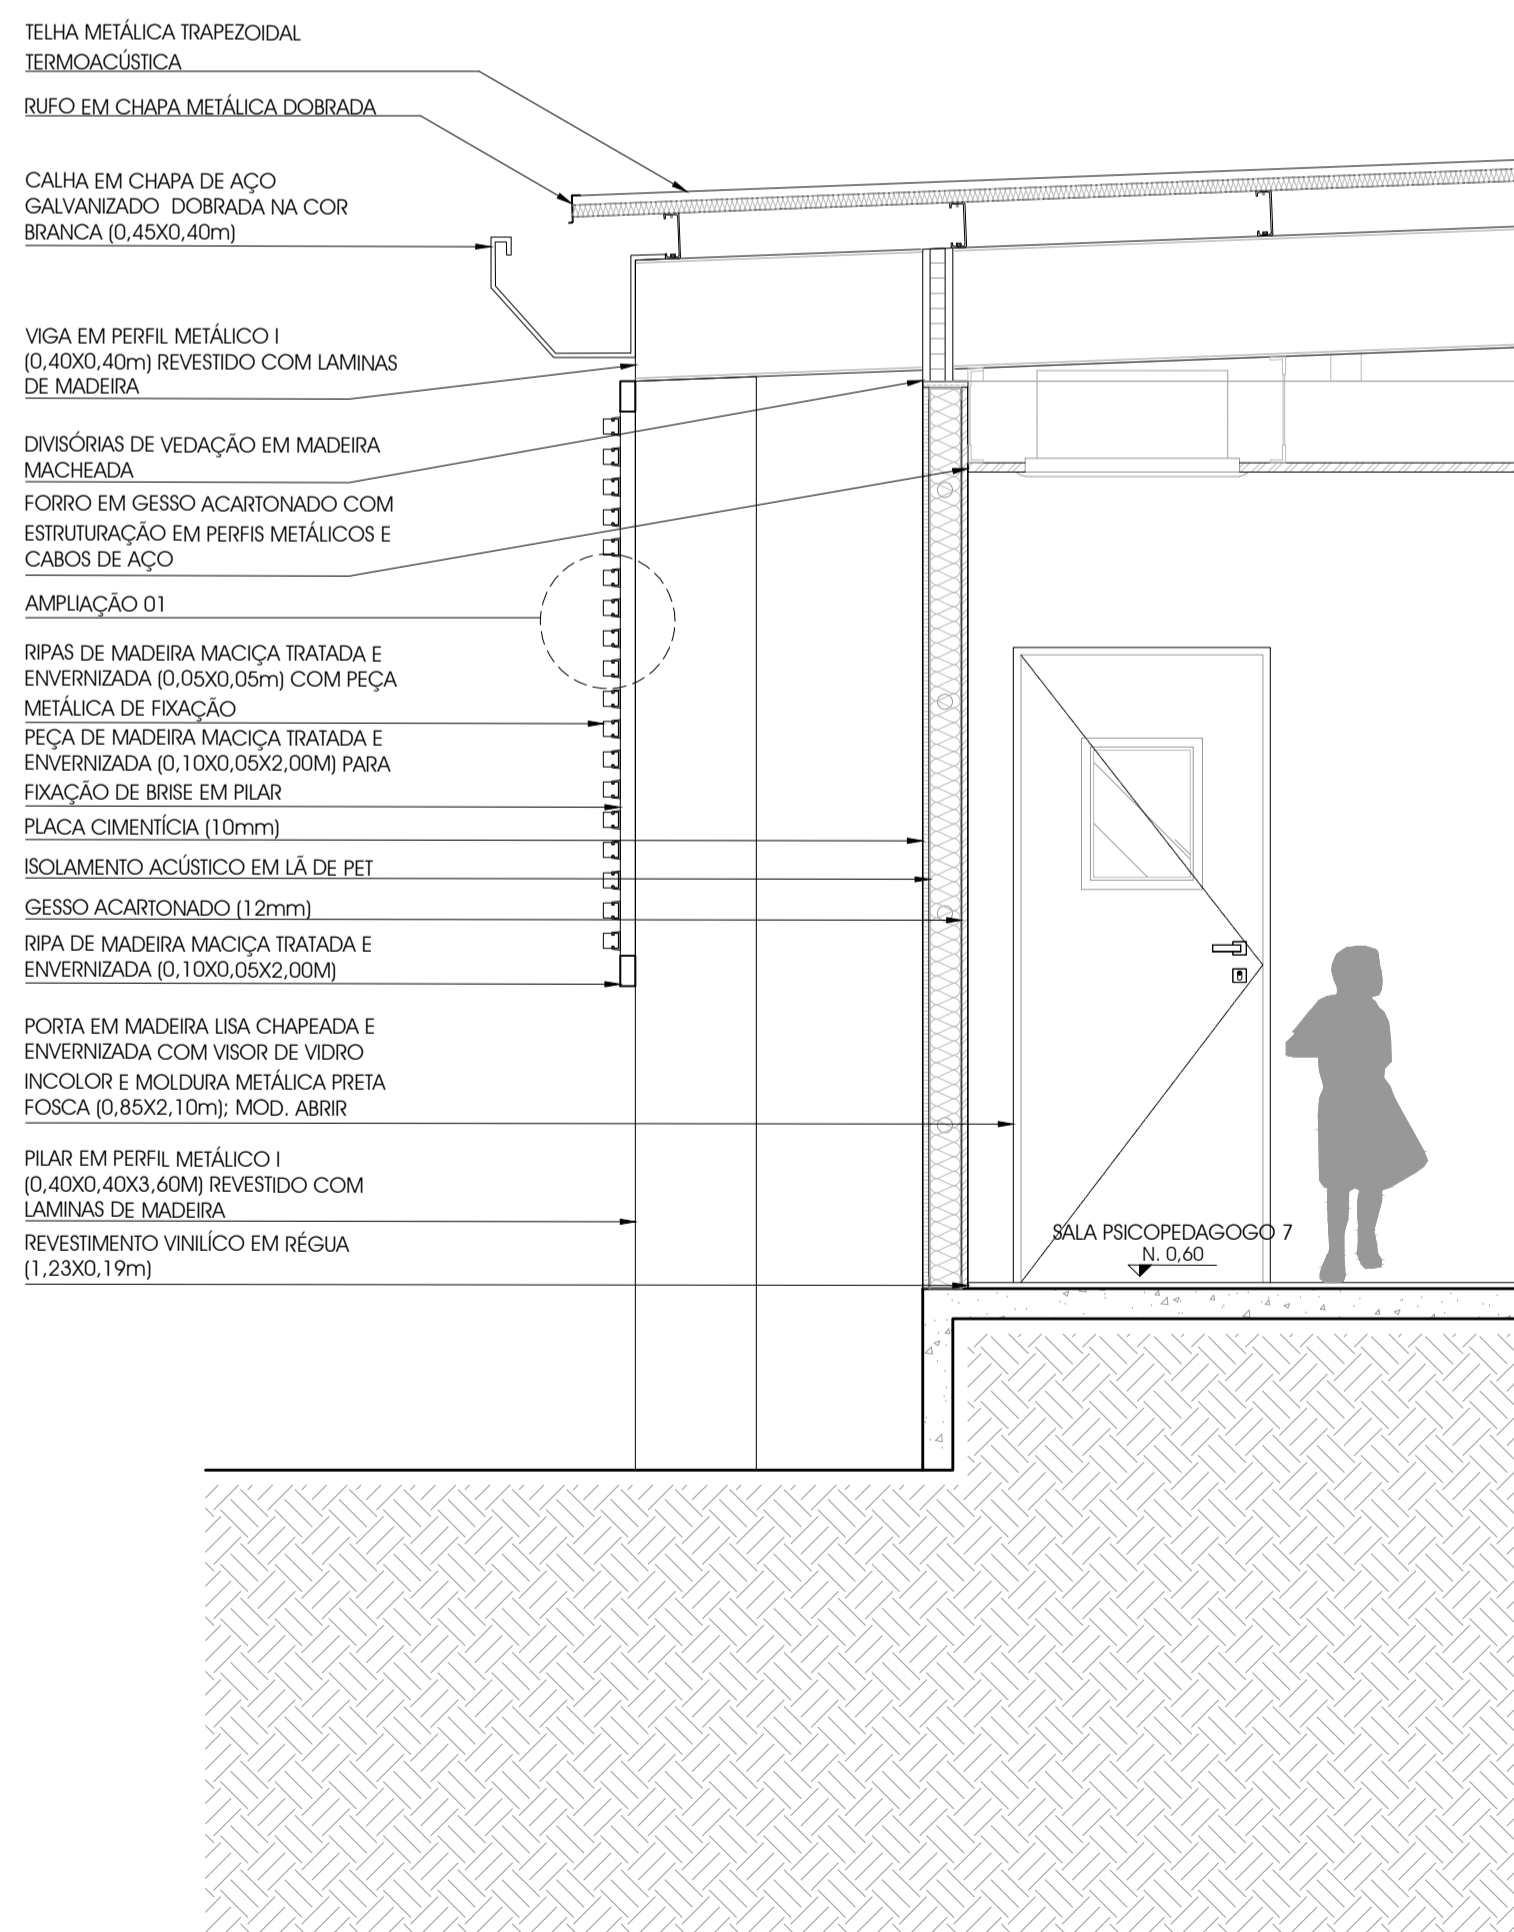 TELHA METÁLICA TRAPEZOIDAL
TERMOACÚSTICA
RUFO EM CHAPA METÁLICA DOBRADA
CALHA EM CHAPA DE AÇO
GALVANIZADO DOBRADA NA COR
BRANCA (0,45X0,40m)
VIGA EM PERFIL METÁLICO I
(0,40X0,40m) REVESTIDO COM LAMINAS
DE MADEIRA
DIVISÓRIAS DE VEDAÇÃO EM MADEIRA
MACHEADA
FORRO EM GESSO ACARTONADO COM
ESTRUTURAÇÃO EM PERFIS METÁLICOS E
CABOS DE AÇO
AMPLIAÇÃO 01
RIPAS DE MADEIRA MACIÇA TRATADA E
ENVERNIZADA (0,05X0,05m) COM PEÇA
METÁLICA DE FIXAÇÃO
PEÇA DE MADEIRA MACIÇA TRATADA E
ENVERNIZADA (0,10X0,05X2,00M) PARA
FIXAÇÃO DE BRISE EM PILAR
PLACA CIMENTÍCIA (10mm)
ISOLAMENTO ACÚSTICO EM LÃ DE PET
GESSO ACARTONADO (12mm)
RIPA DE MADEIRA MACIÇA TRATADA E
ENVERNIZADA (0,10X0,05X2,00M)
PORTA EM MADEIRA LISA CHAPEADA E
ENVERNIZADA COM VISOR DE VIDRO
INCOLOR E MOLDURA METÁLICA PRETA
FOSCA (0,85X2,10m); MOD. ABRIR
PILAR EM PERFIL METÁLICO I
(0,40X0,40X3,60M) REVESTIDO COM
LAMINAS DE MADEIRA
REVESTIMENTO VINILÍCO EM RÉGUA
(1,23X0,19m)
SALA PSICOPEDAGOGO 7
N. 0,60